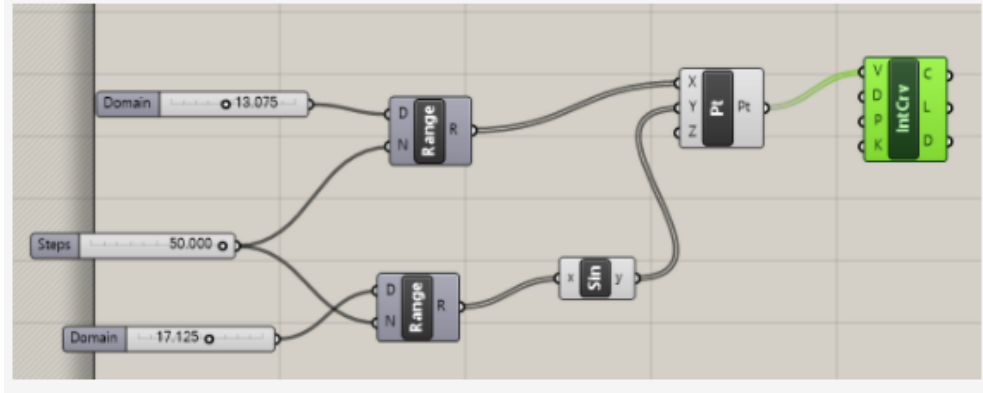 Domain 13.075
D N Range R
X Y Z Pt Pt
V D P K IntCrv C L D
Steps 50.000
D N Range R
x Sin y
Domain 17.125